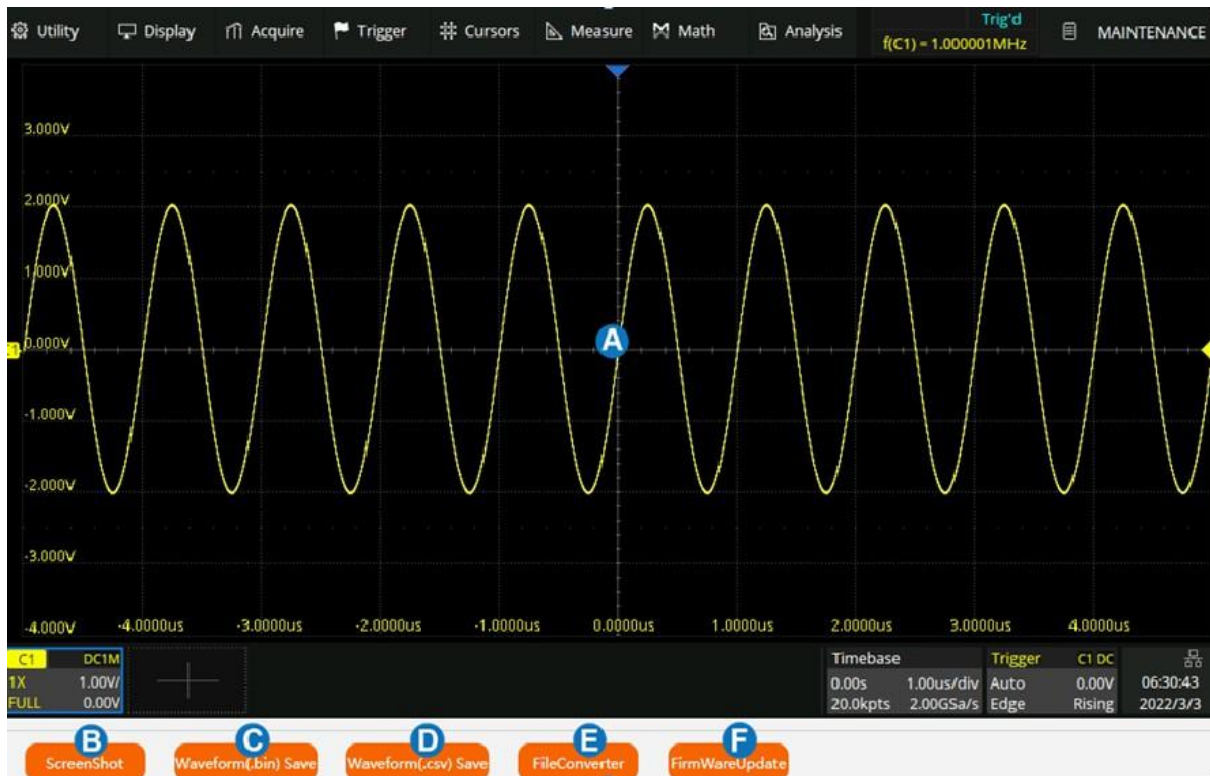 Utility Display Acquire Trigger Cursors Measure Math Analysis Trig'd MAINTENANCE
f(C1) = 1.000001MHz
3.000V
2.000V
1.000V
A
0.000V
-1.000V
-2.000V
-3.000V
-4.000V -4.0000us -3.0000us -2.0000us -1.0000us 0.0000us 1.0000us 2.0000us 3.0000us 4.0000us
C1 DC1M
1X 1.00V/
FULL 0.00V
Timebase
0.00s 1.00us/div
20.0kpts 2.00GSa/s
Trigger C1 DC
Auto 0.00V
Edge Rising
06:30:43
2022/3/3
B C D E F
ScreenShot Waveform(.bin) Save Waveform(.csv) Save FileConverter FirmWareUpdate